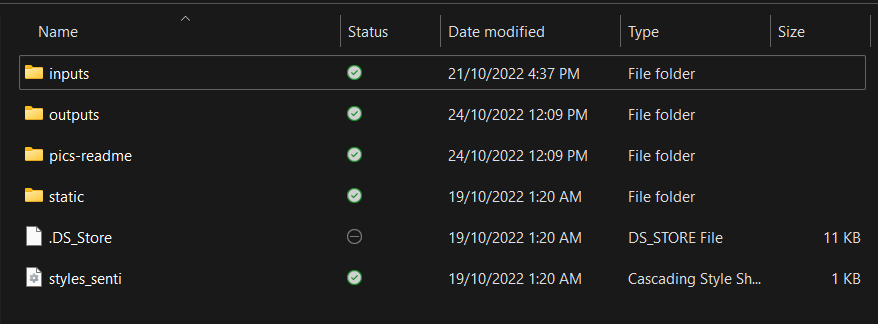 Name Status Date modified Type Size
inputs 21/10/2022 4:37 PM File folder
outputs 24/10/2022 12:09 PM File folder
pics-readme 24/10/2022 12:09 PM File folder
static 19/10/2022 1:20 AM File folder
.DS_Store 19/10/2022 1:20 AM DS_STORE File 11 KB
styles_senti 19/10/2022 1:20 AM Cascading Style Sh... 1 KB